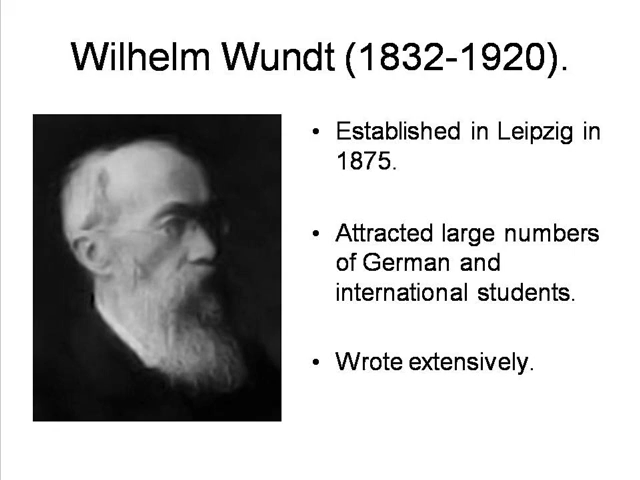 Wilhelm Wundt (1832-1920).
• Established in Leipzig in
1875.
• Attracted large numbers
of German and
international students.
• Wrote extensively.